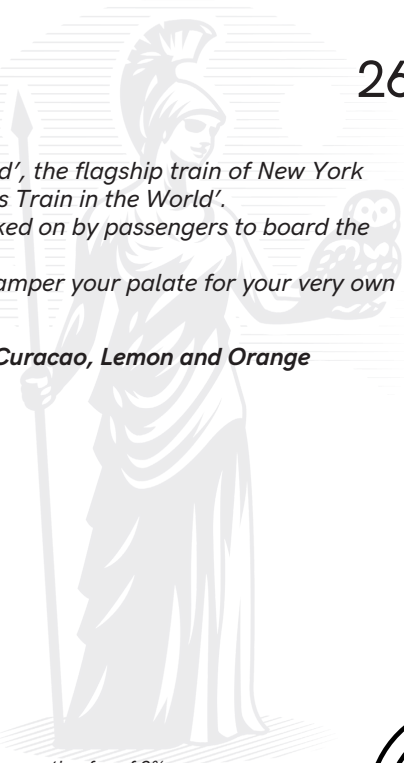 26
d’, the flagship train of New York
s Train in the World’.
ked on by passengers to board the
amper your palate for your very own
Curacao, Lemon and Orange